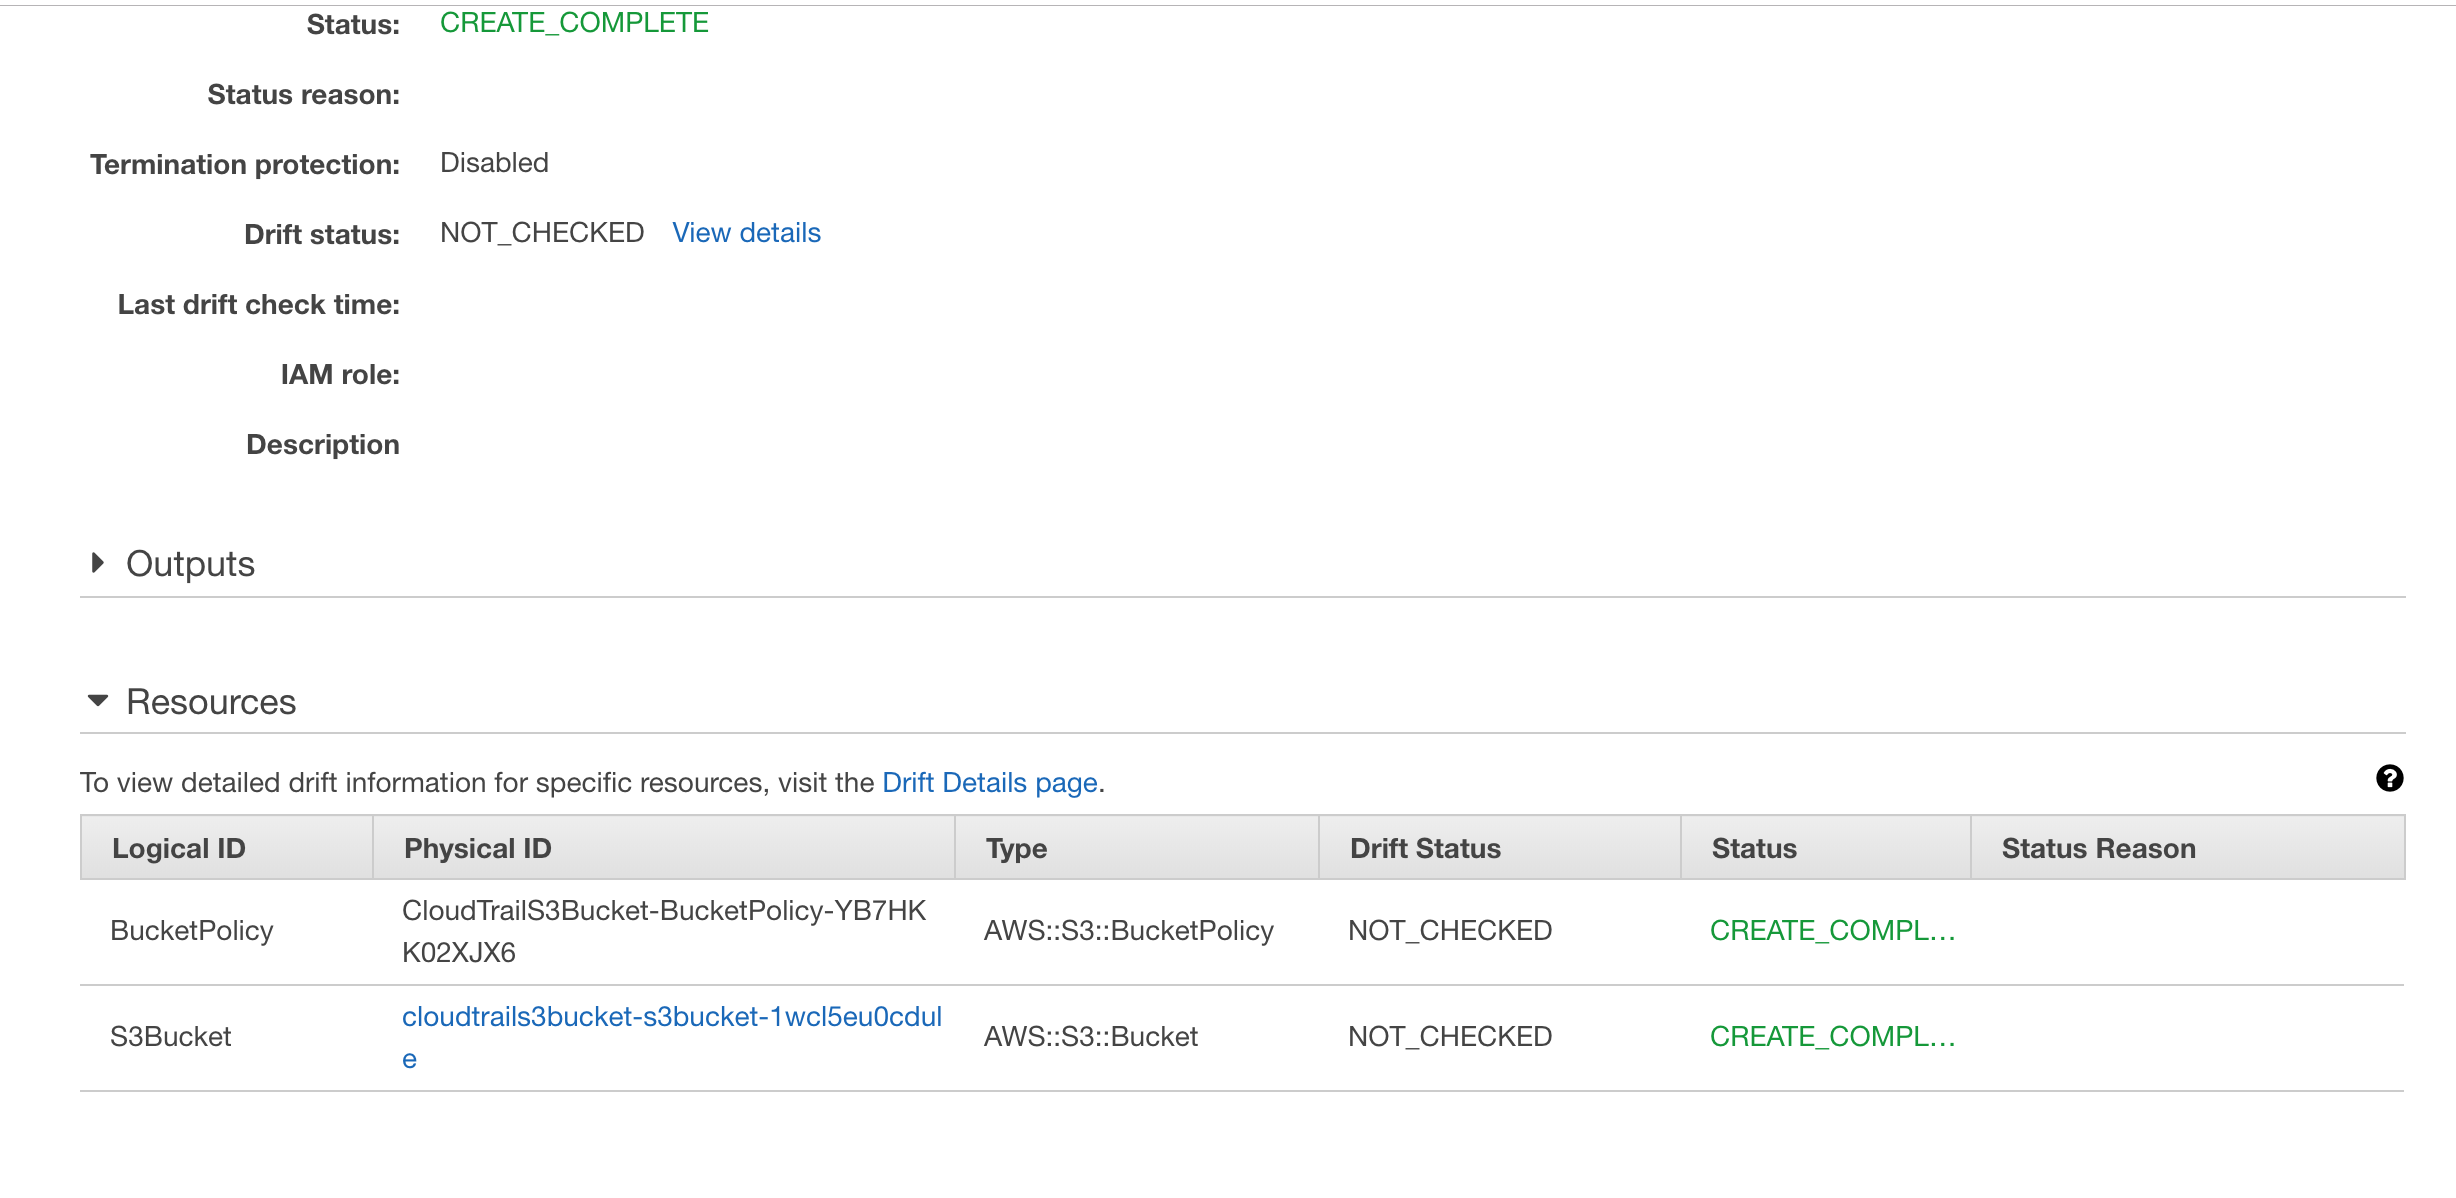 Status: CREATE_COMPLETE
Status reason:
Termination protection: Disabled
Drift status: NOT_CHECKED View details
Last drift check time:
IAM role:
Description
Outputs
Resources
To view detailed drift information for specific resources, visit the Drift Details page.
?
Logical ID Physical ID Type Drift Status Status Status Reason
BucketPolicy CloudTrailS3Bucket-BucketPolicy-YB7HK AWS::S3::BucketPolicy NOT_CHECKED CREATE_COMPL...
K02XJX6
S3Bucket cloudtrails3bucket-s3bucket-1wcl5eu0cdul AWS::S3::Bucket NOT_CHECKED CREATE_COMPL...
e